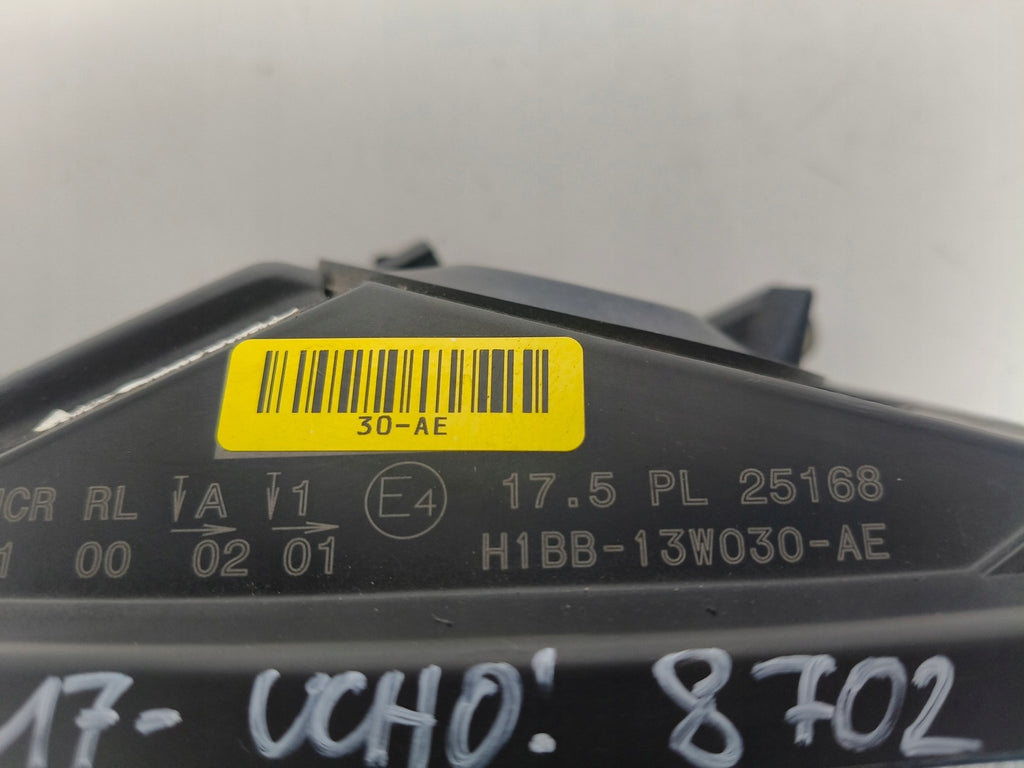 30-AE
CR RL A 1 E4 17.5 PL 25168
00 02 01 H1BB-13W030-AE
17- UCHO! 8702